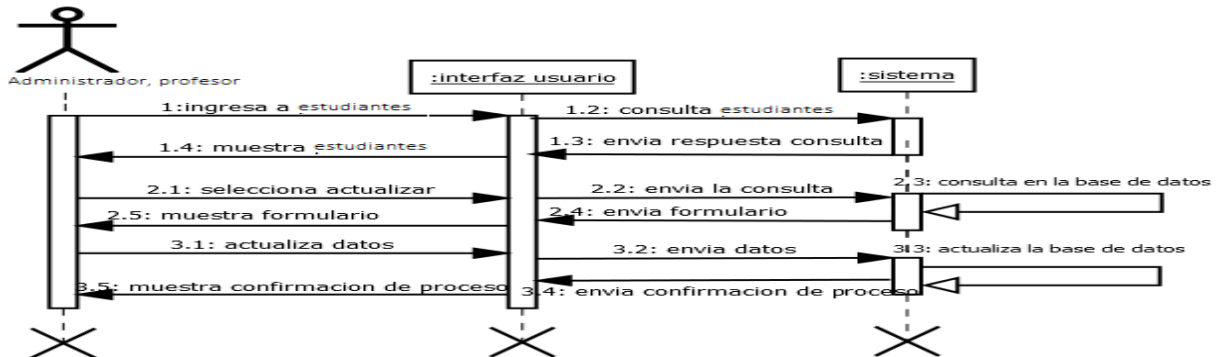 Administrador, profesor
:interfaz usuario
:sistema
1:ingresa a estudiantes
1.2: consulta estudiantes
1.3: envia respuesta consulta
1.4: muestra estudiantes
2.1: selecciona actualizar
2.2: envia la consulta
2.3: consulta en la base de datos
2.4: envia formulario
2.5: muestra formulario
3.1: actualiza datos
3.2: envia datos
3.3: actualiza la base de datos
3.4: envia confirmacion de proceso
3.5: muestra confirmacion de proceso